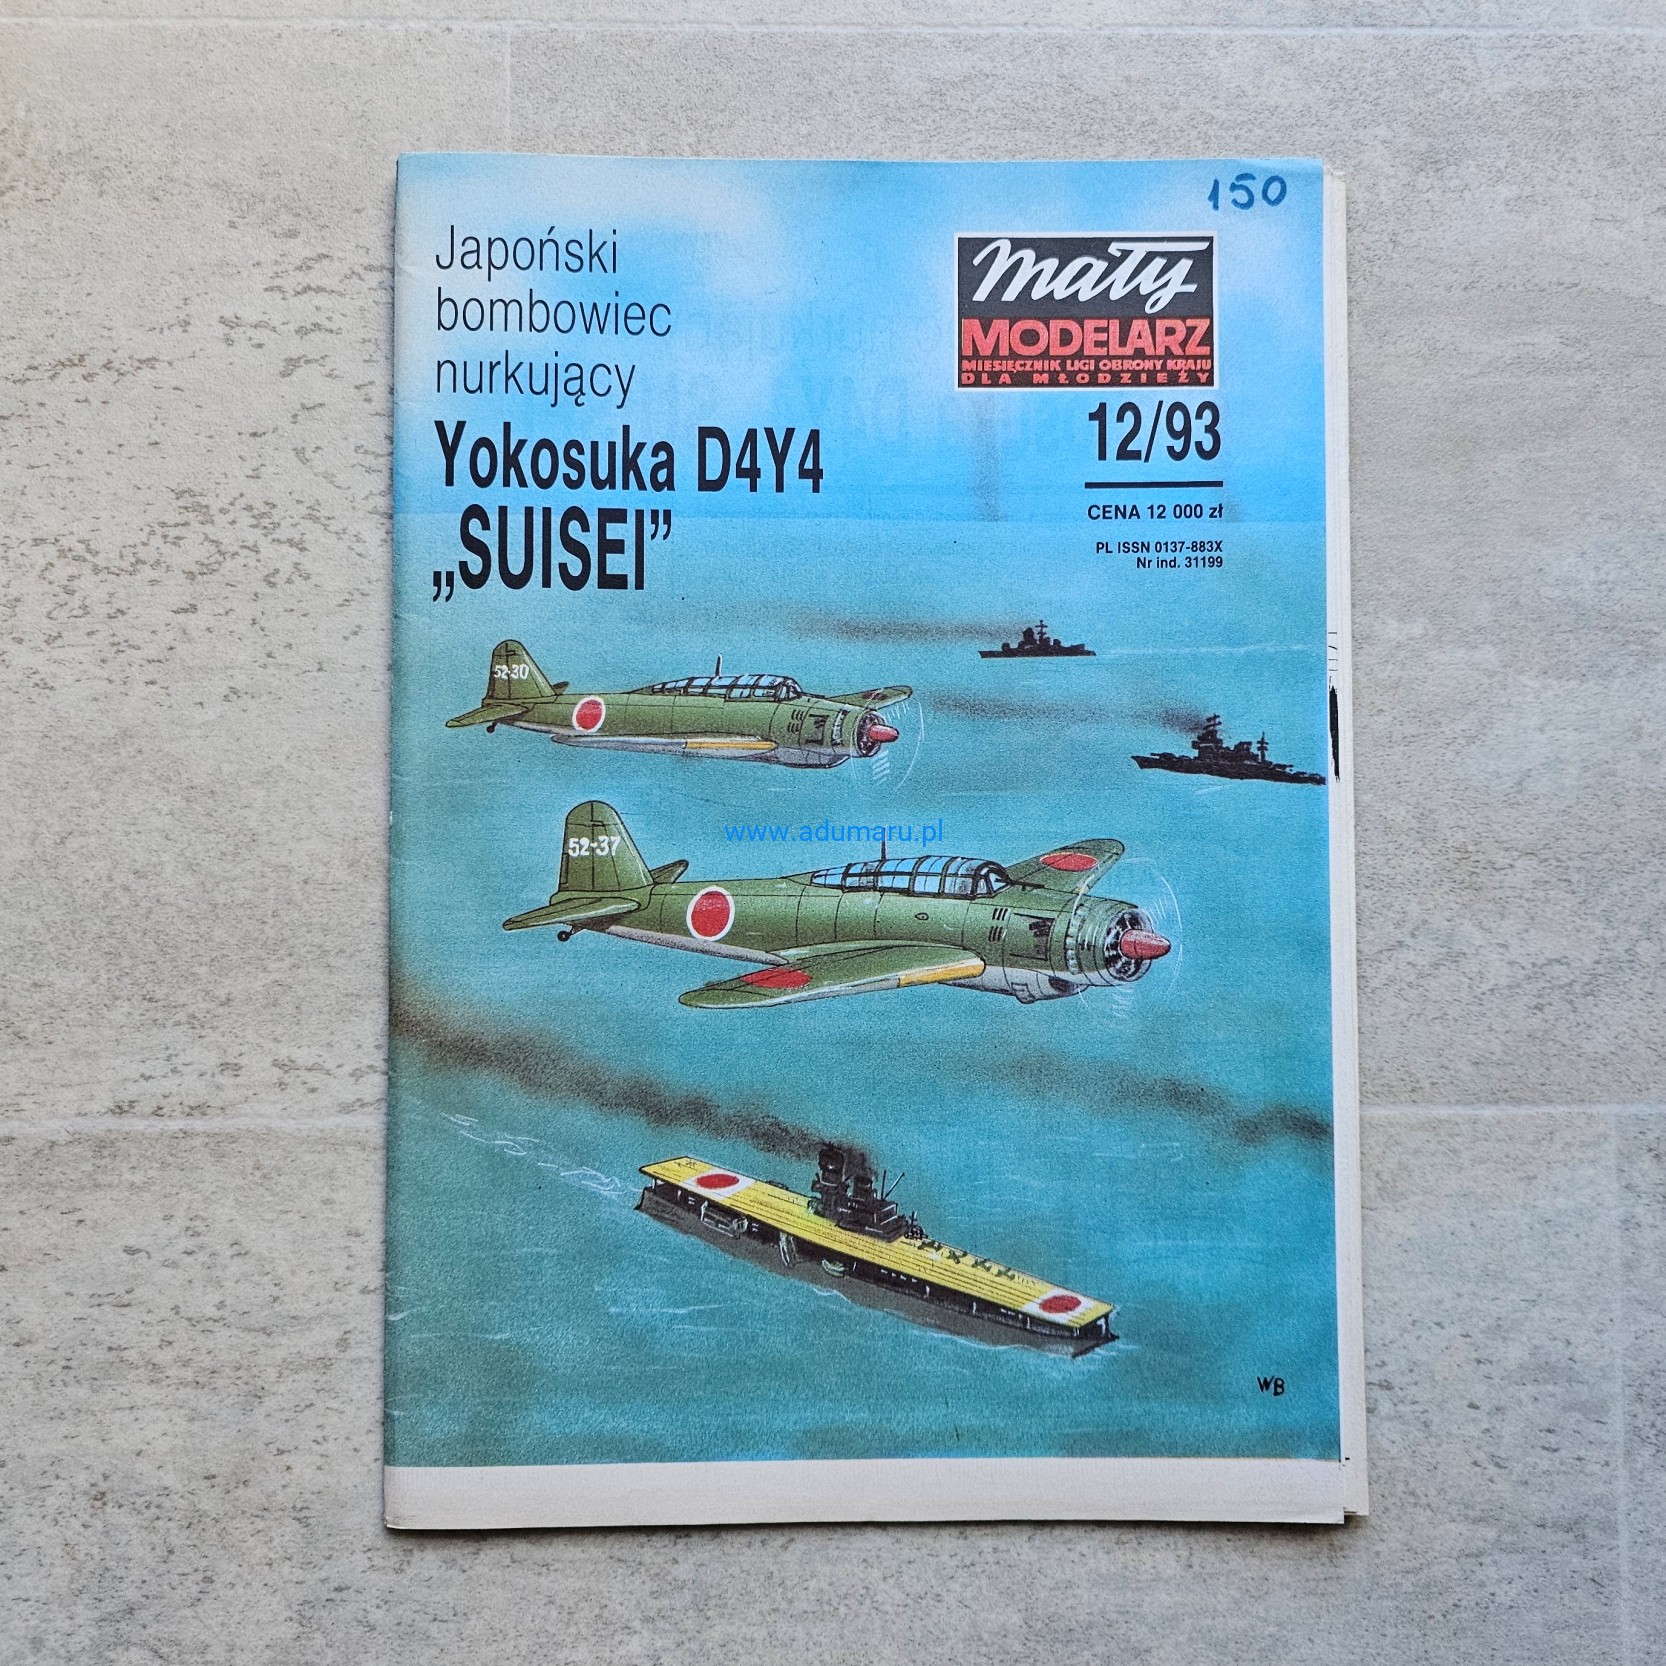 150
Japoński
bombowiec
nurkujący
Yokosuka D4Y4
„SUISEI”
Mały
MODELARZ
MIESIĘCZNIK LIGI OBRONY KRAJU
DLA MŁODZIEŻY
12/93
CENA 12 000 zł
PL ISSN 0137-883X
Nr ind. 31199
52-30
www.adumaru.pl
52-37
WB